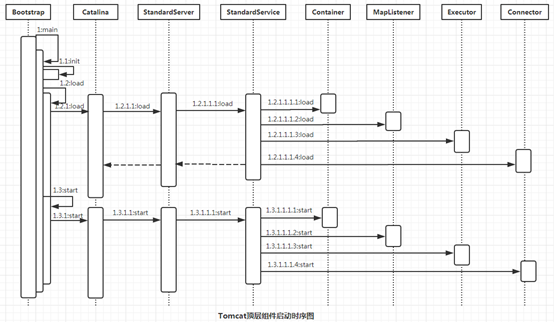 Bootstrap Catalina StandardServer StandardService Container MapListener Executor Connector
1:main
1.1:init
1.2:load
1.2.1:load 1.2.1.1:load 1.2.1.1.1:load 1.2.1.1.1.1:load
1.2.1.1.1.2:load
1.2.1.1.1.3:load
1.2.1.1.1.4:load
1.3:start
1.3.1:start 1.3.1.1:start 1.3.1.1.1:start 1.3.1.1.1.1:start
1.3.1.1.1.2:start
1.3.1.1.1.3:start
1.3.1.1.1.4:start
Tomcat顶层组件启动时序图